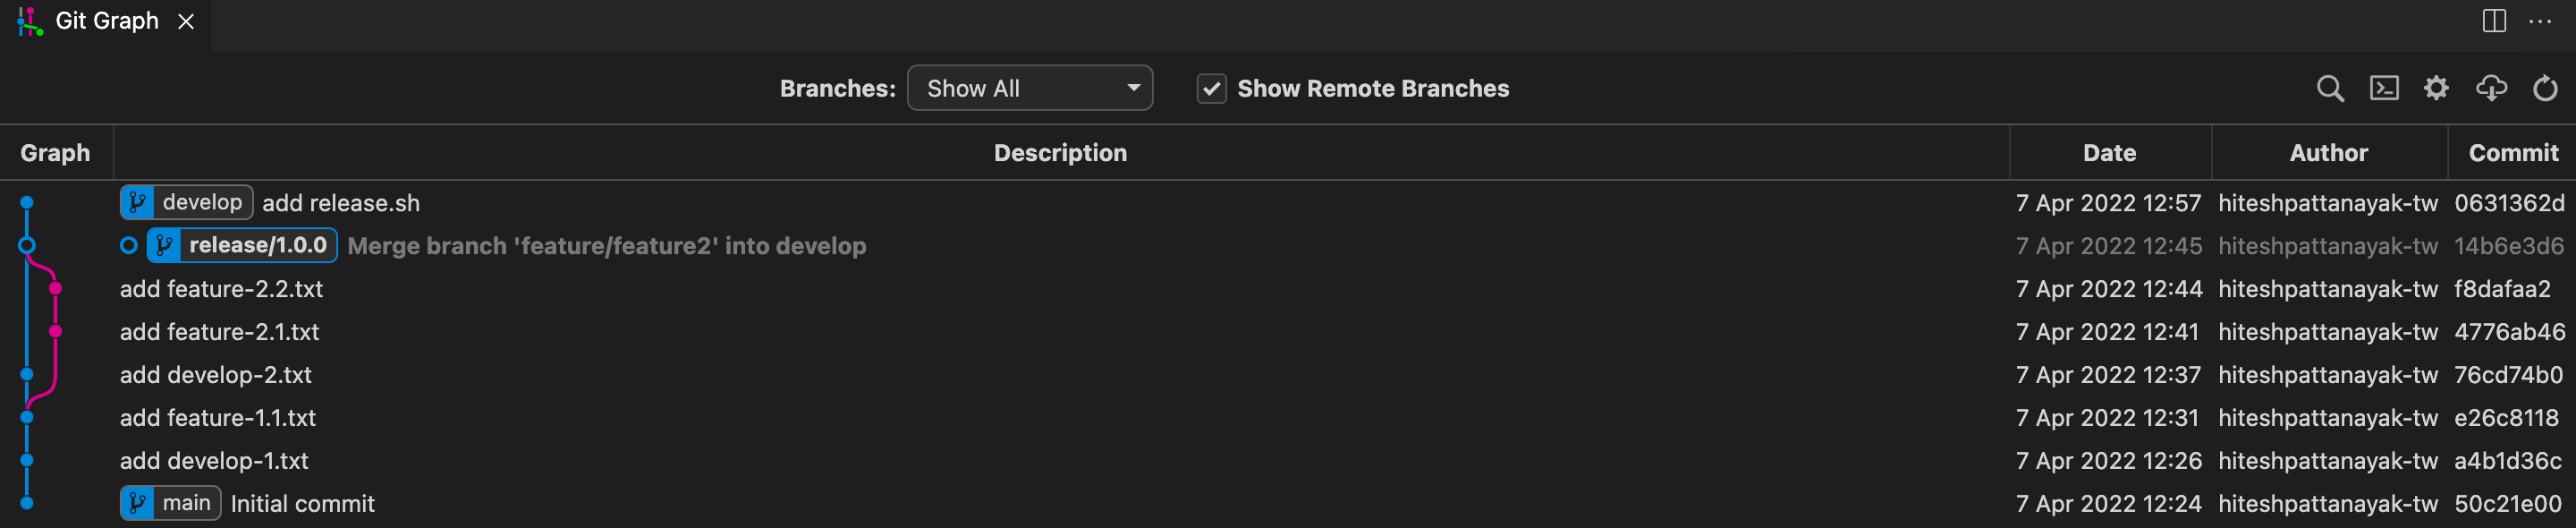 Git Graph
Branches: Show All Show Remote Branches
Graph Description Date Author Commit
develop add release.sh 7 Apr 2022 12:57 hiteshpattanayak-tw 0631362d
release/1.0.0 Merge branch 'feature/feature2' into develop 7 Apr 2022 12:45 hiteshpattanayak-tw 14b6e3d6
add feature-2.2.txt 7 Apr 2022 12:44 hiteshpattanayak-tw f8dafaa2
add feature-2.1.txt 7 Apr 2022 12:41 hiteshpattanayak-tw 4776ab46
add develop-2.txt 7 Apr 2022 12:37 hiteshpattanayak-tw 76cd74b0
add feature-1.1.txt 7 Apr 2022 12:31 hiteshpattanayak-tw e26c8118
add develop-1.txt 7 Apr 2022 12:26 hiteshpattanayak-tw a4b1d36c
main Initial commit 7 Apr 2022 12:24 hiteshpattanayak-tw 50c21e00